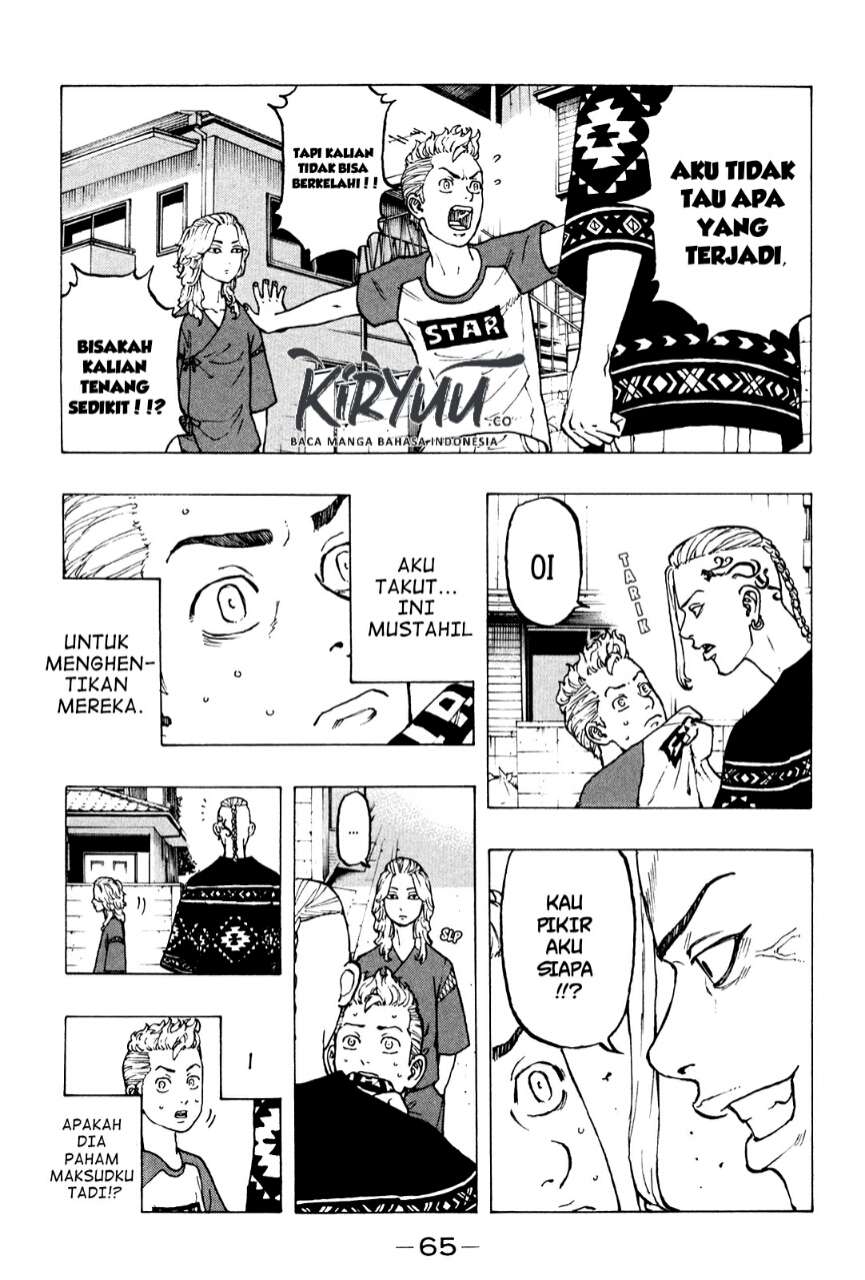 AKU TIDAK
TAU APA
YANG
TERJADI.
TAPI KALIAN
TIDAK BISA
BERKELAHI!!
BISAKAH
KALIAN
TENANG
SEDIKIT!!?
STAR
KIRYUU.CO
BACA MANGA BAHASA INDONESIA
OI
TARIK
AKU
TAKUT...
INI
MUSTAHIL
UNTUK
MENGHEN-
TIKAN
MEREKA.
KAU
PIKIR
AKU
SIAPA
!!?
...
SLP
APAKAH
DIA
PAHAM
MAKSUDKU
TADI!?
-65-